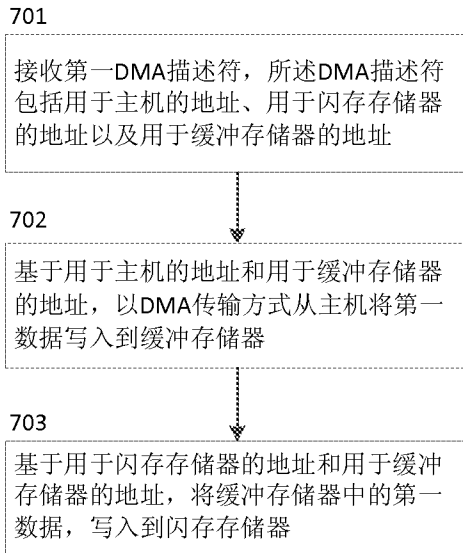 701
接收第一DMA描述符，所述DMA描述符
包括用于主机的地址、用于闪存存储器
的地址以及用于缓冲存储器的地址
702
基于用于主机的地址和用于缓冲存储器
的地址，以DMA传输方式从主机将第一
数据写入到缓冲存储器
703
基于用于闪存存储器的地址和用于缓冲
存储器的地址，将缓冲存储器中的第一
数据，写入到闪存存储器